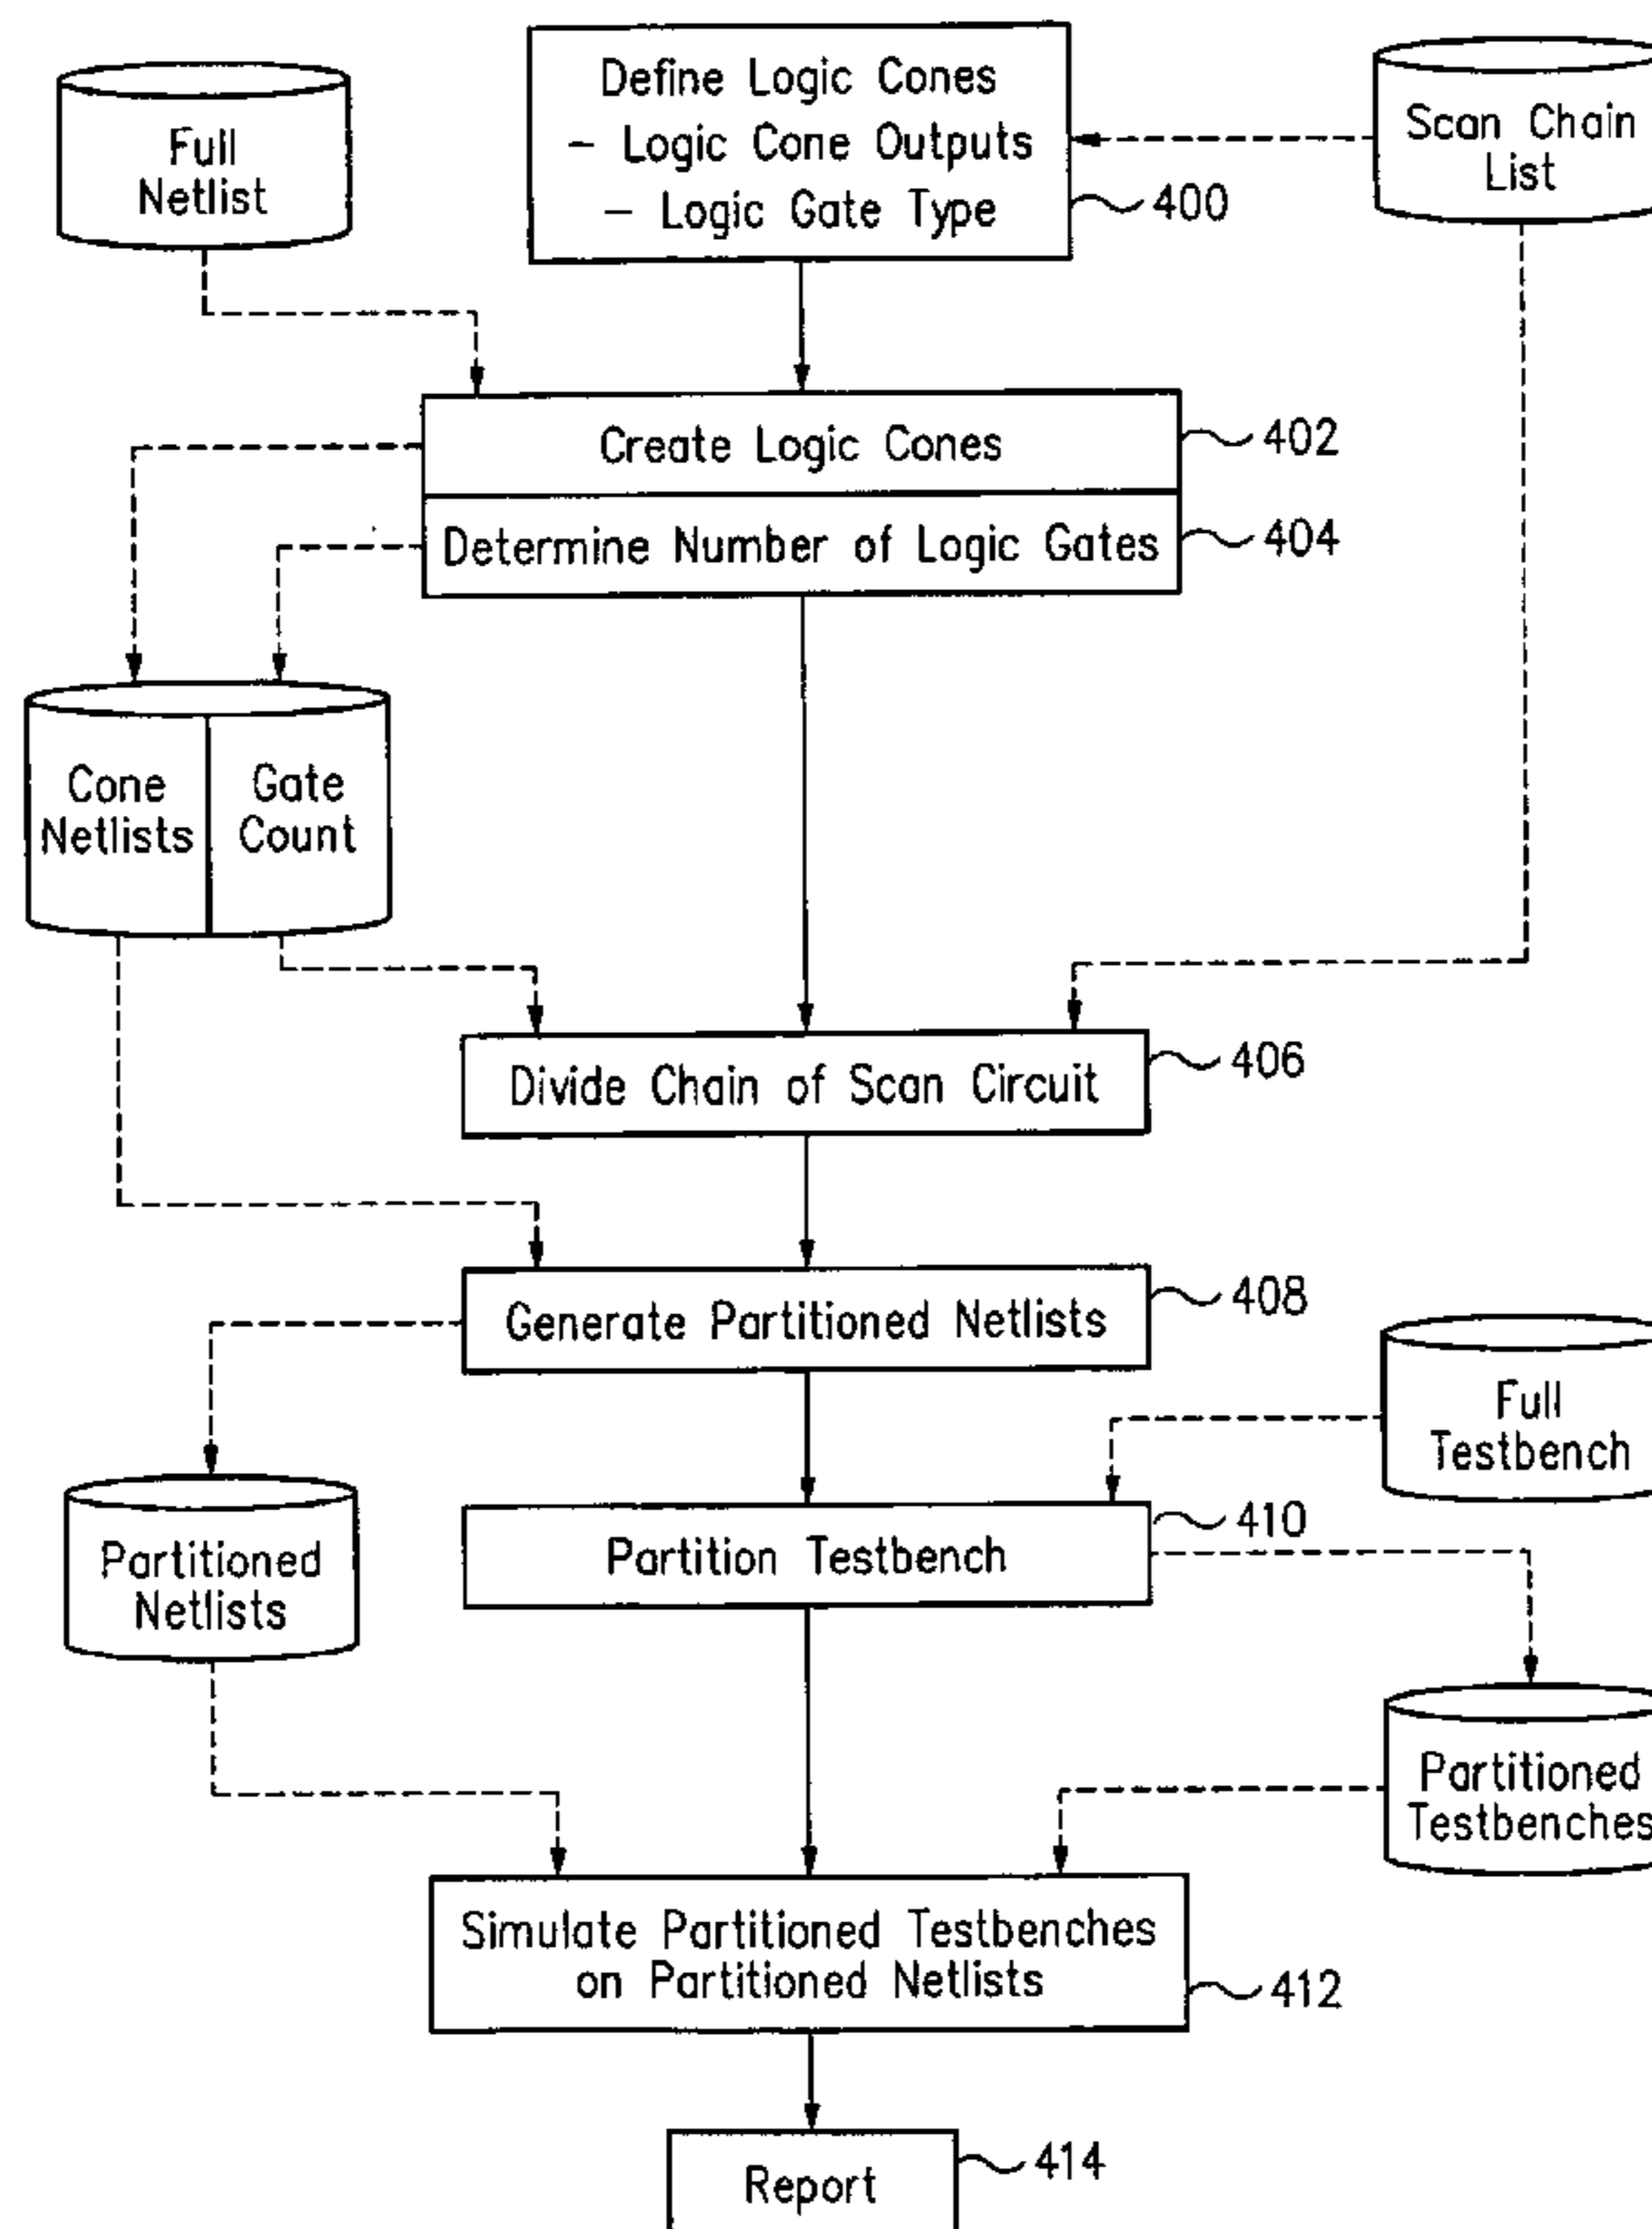 Define Logic Cones
- Logic Cone Outputs
- Logic Gate Type
400
Full
Netlist
Scan Chain
List
Create Logic Cones
402
Determine Number of Logic Gates
404
Cone
Netlists
Gate
Count
Divide Chain of Scan Circuit
406
Generate Partitioned Netlists
408
Full
Testbench
Partition Testbench
410
Partitioned
Netlists
Partitioned
Testbenches
Simulate Partitioned Testbenches
on Partitioned Netlists
412
Report
414